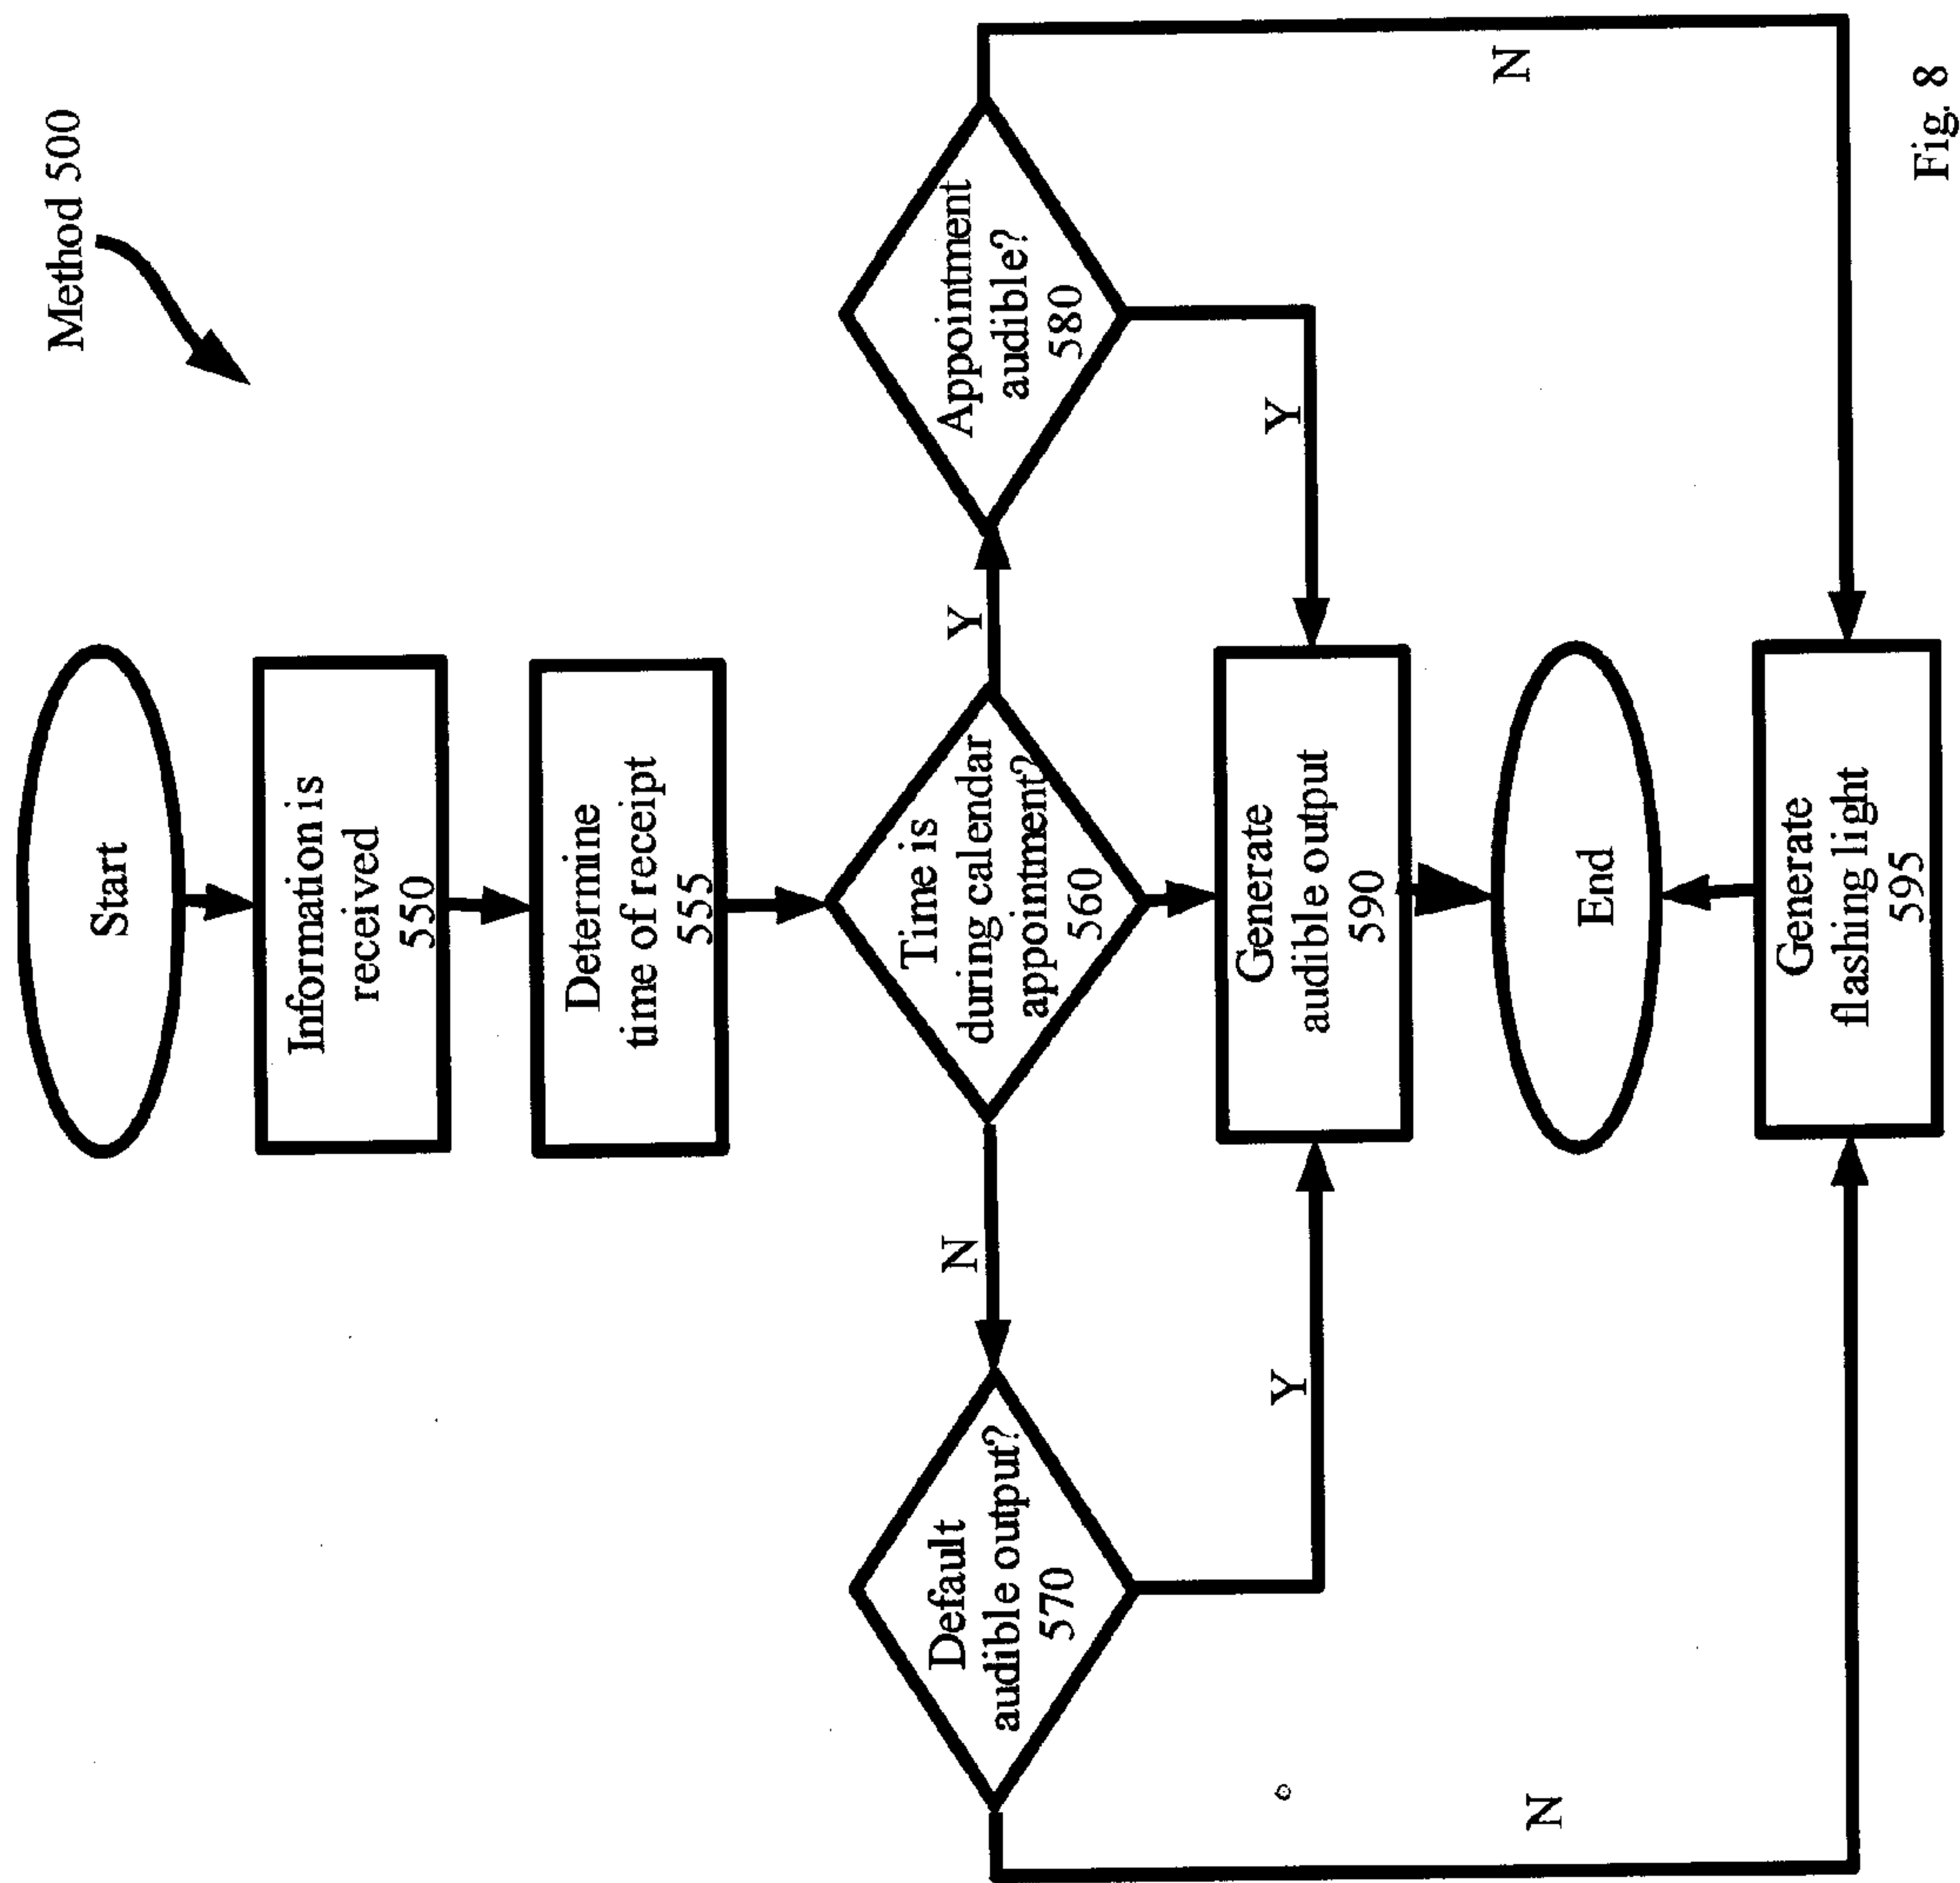 Method 500
Start
Information is
received
550
Determine
time of receipt
555
Time is
during calendar
appointment?
560
N
Y
Default
audible output?
570
Appointment
audible?
580
Y
Y
Generate
audible output
590
End
N
N
Generate
flashing light
595
Fig. 8